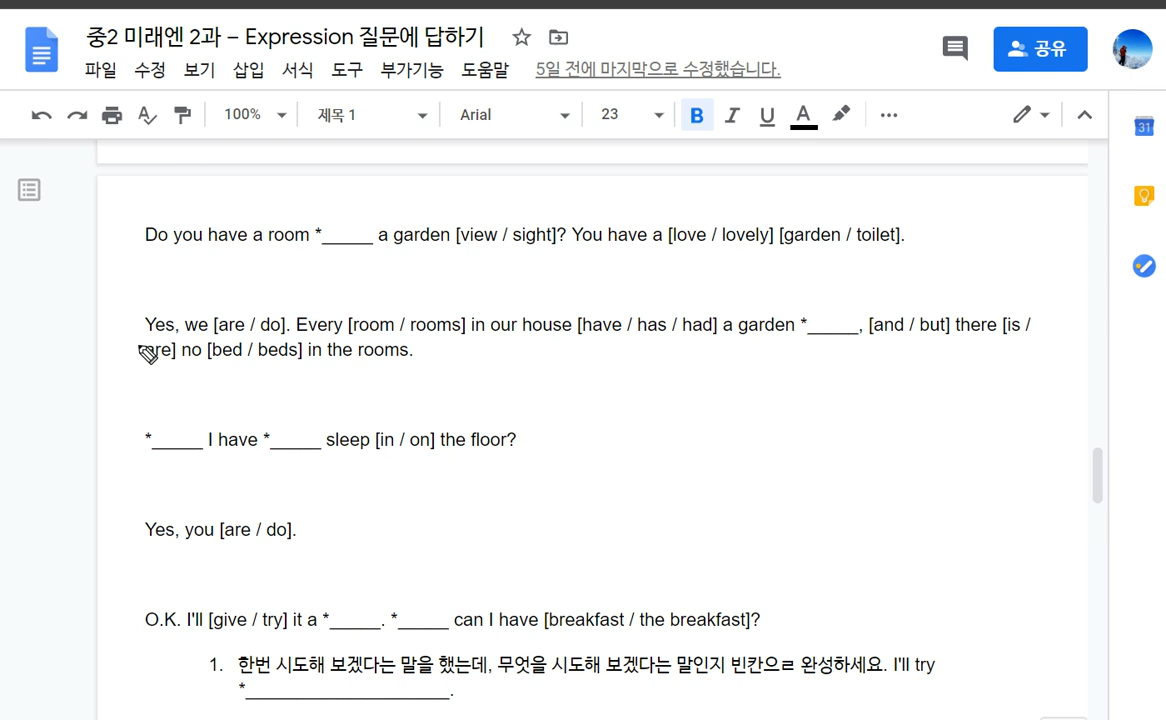 중2 미래엔 2과 – Expression 질문에 답하기
공유
파일 수정 보기 삽입 서식 도구 부가기능 도움말 5일 전에 마지막으로 수정했습니다.
100% 제목 1 Arial 23 B I U A
31
Do you have a room *_____ a garden [view / sight]? You have a [love / lovely] [garden / toilet].
Yes, we [are / do]. Every [room / rooms] in our house [have / has / had] a garden *_____, [and / but] there [is /
are] no [bed / beds] in the rooms.
*_____ I have *_____ sleep [in / on] the floor?
Yes, you [are / do].
O.K. I'll [give / try] it a *_____. *_____ can I have [breakfast / the breakfast]?
1. 한번 시도해 보겠다는 말을 했는데, 무엇을 시도해 보겠다는 말인지 빈칸으ㄹ 완성하세요. I'll try
*____________________.